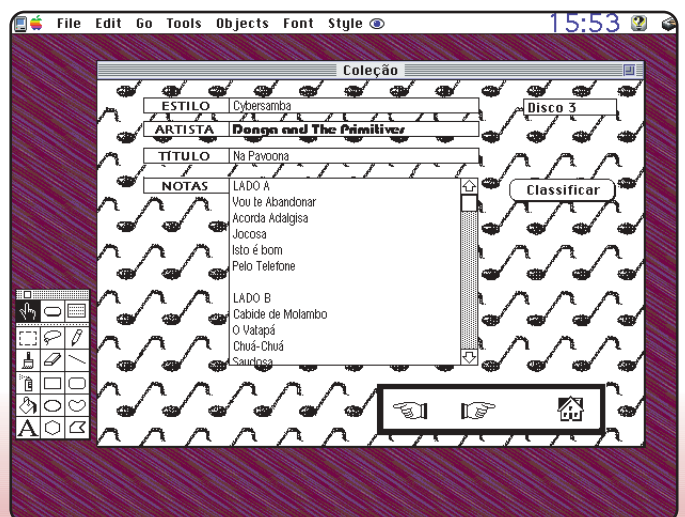 File Edit Go Tools Objects Font Style 15:53
Coleção
ESTILO Cybersamba
Disco 3
ARTISTA Donga and The Primitives
TÍTULO Na Pavoona
NOTAS LADO A
Classificar
Vou te Abandonar
Acorda Adalgisa
Jocosa
Isto é bom
Pelo Telefone
LADO B
Cabide de Molambo
O Vatapá
Chuá-Chuá
Saudosa
A